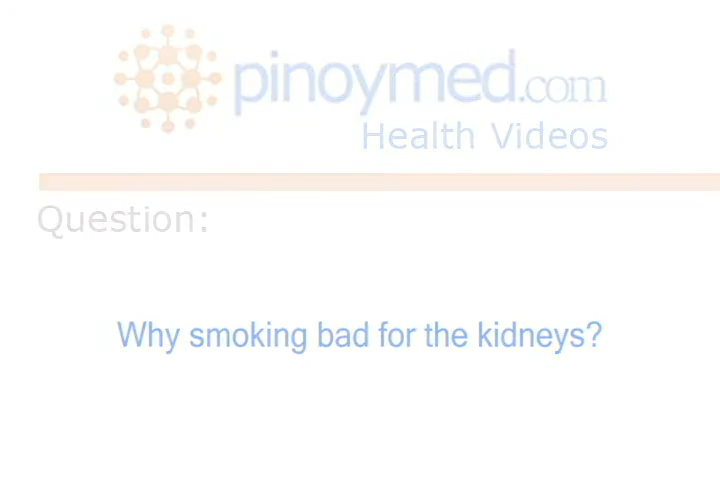 pinoymed.com
Health Videos
Question:
Why smoking bad for the kidneys?